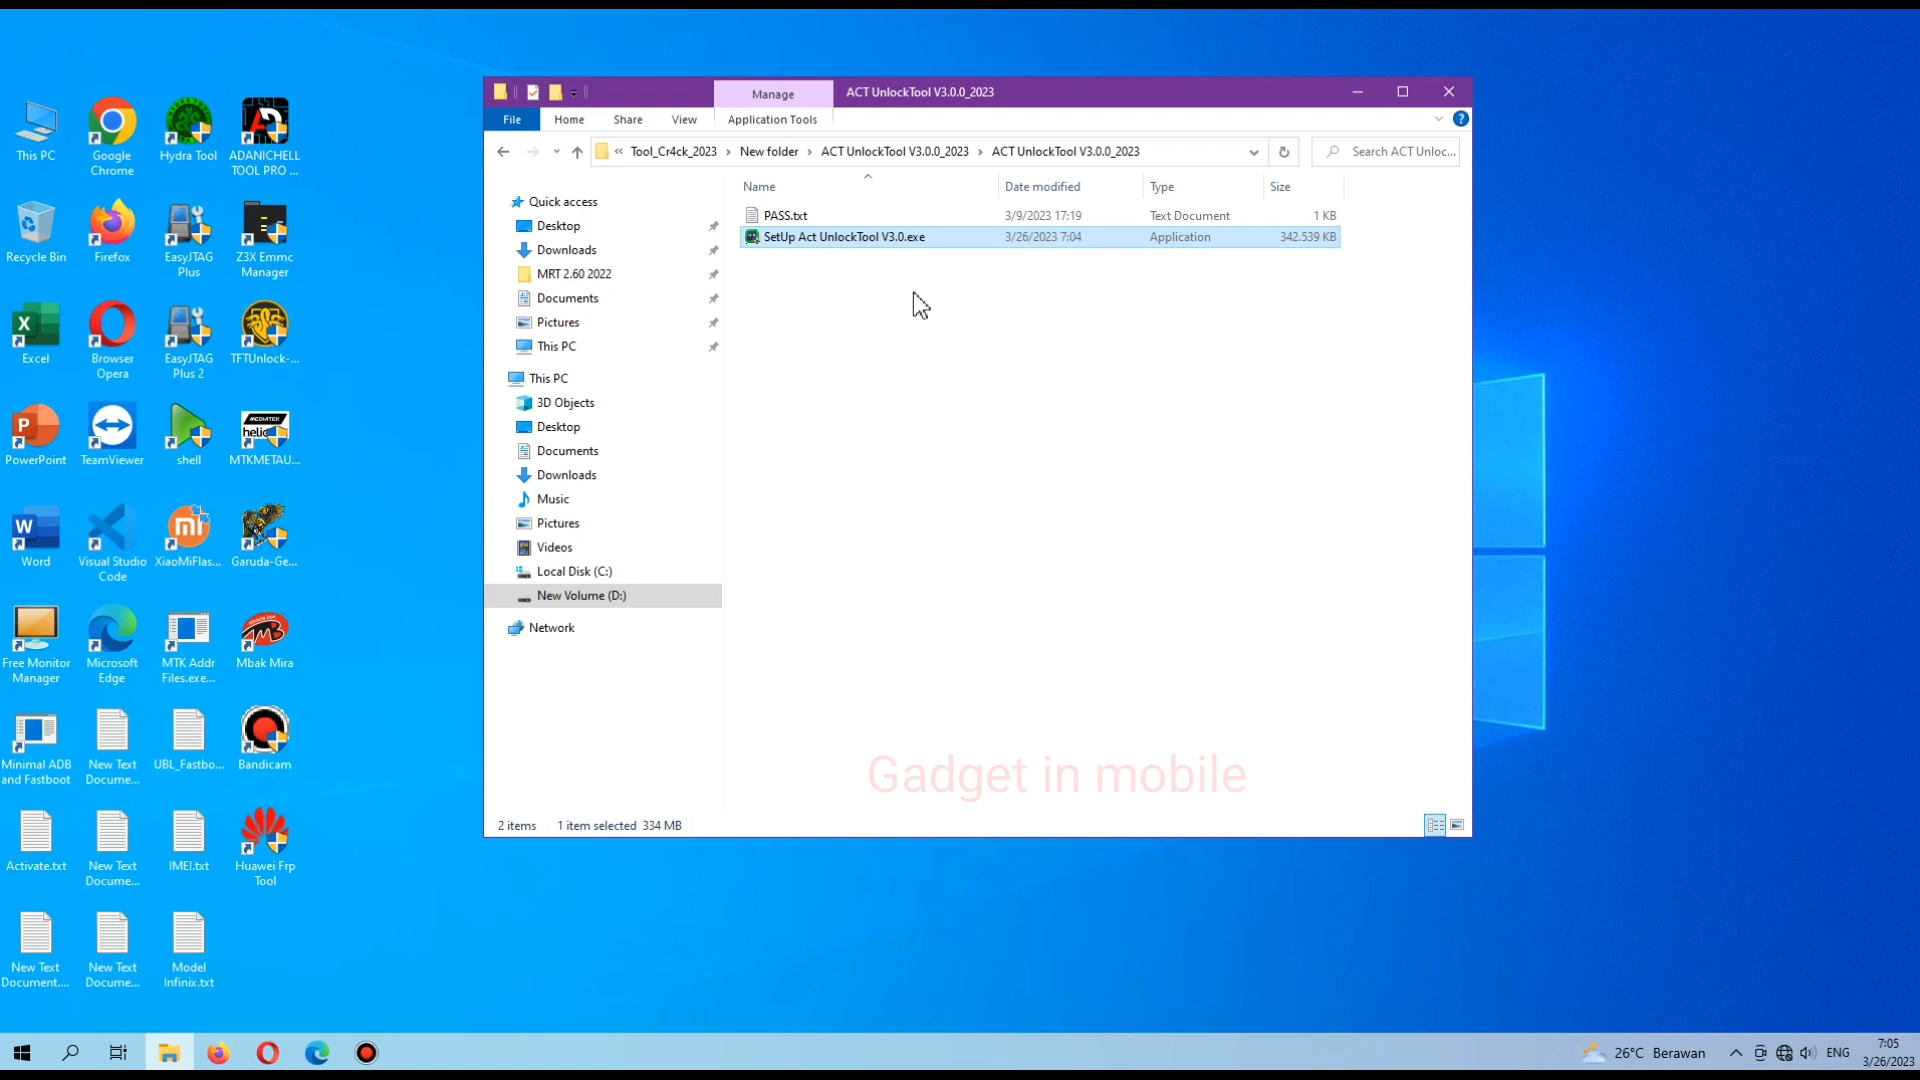 This PC
Google
Chrome
Hydra Tool
ADANICHELL
TOOL PRO ...
Recycle Bin
Firefox
EasyJTAG
Plus
Z3X Emmc
Manager
Excel
Browser
Opera
EasyJTAG
Plus 2
TFTUnlock-...
PowerPoint
TeamViewer
shell
MTKMETAU...
Word
Visual Studio
Code
XiaoMiFlas...
Garuda-Ge...
Free Monitor
Manager
Microsoft
Edge
MTK Addr
Files.exe...
Mbak Mira
Minimal ADB
and Fastboot
New Text
Docume...
UBL_Fastbo...
Bandicam
Activate.txt
New Text
Docume...
IMEI.txt
Huawei Frp
Tool
New Text
Document....
New Text
Docume...
Model
Infinix.txt
Manage
ACT UnlockTool V3.0.0_2023
File Home Share View Application Tools
« Tool_Cr4ck_2023 › New folder › ACT UnlockTool V3.0.0_2023 › ACT UnlockTool V3.0.0_2023
Search ACT Unloc...
Name Date modified Type Size
PASS.txt 3/9/2023 17:19 Text Document 1 KB
SetUp Act UnlockTool V3.0.exe 3/26/2023 7:04 Application 342.539 KB
Quick access
Desktop
Downloads
MRT 2.60 2022
Documents
Pictures
This PC
This PC
3D Objects
Desktop
Documents
Downloads
Music
Pictures
Videos
Local Disk (C:)
New Volume (D:)
Network
Gadget in mobile
2 items 1 item selected 334 MB
26°C Berawan
ENG
7:05
3/26/2023